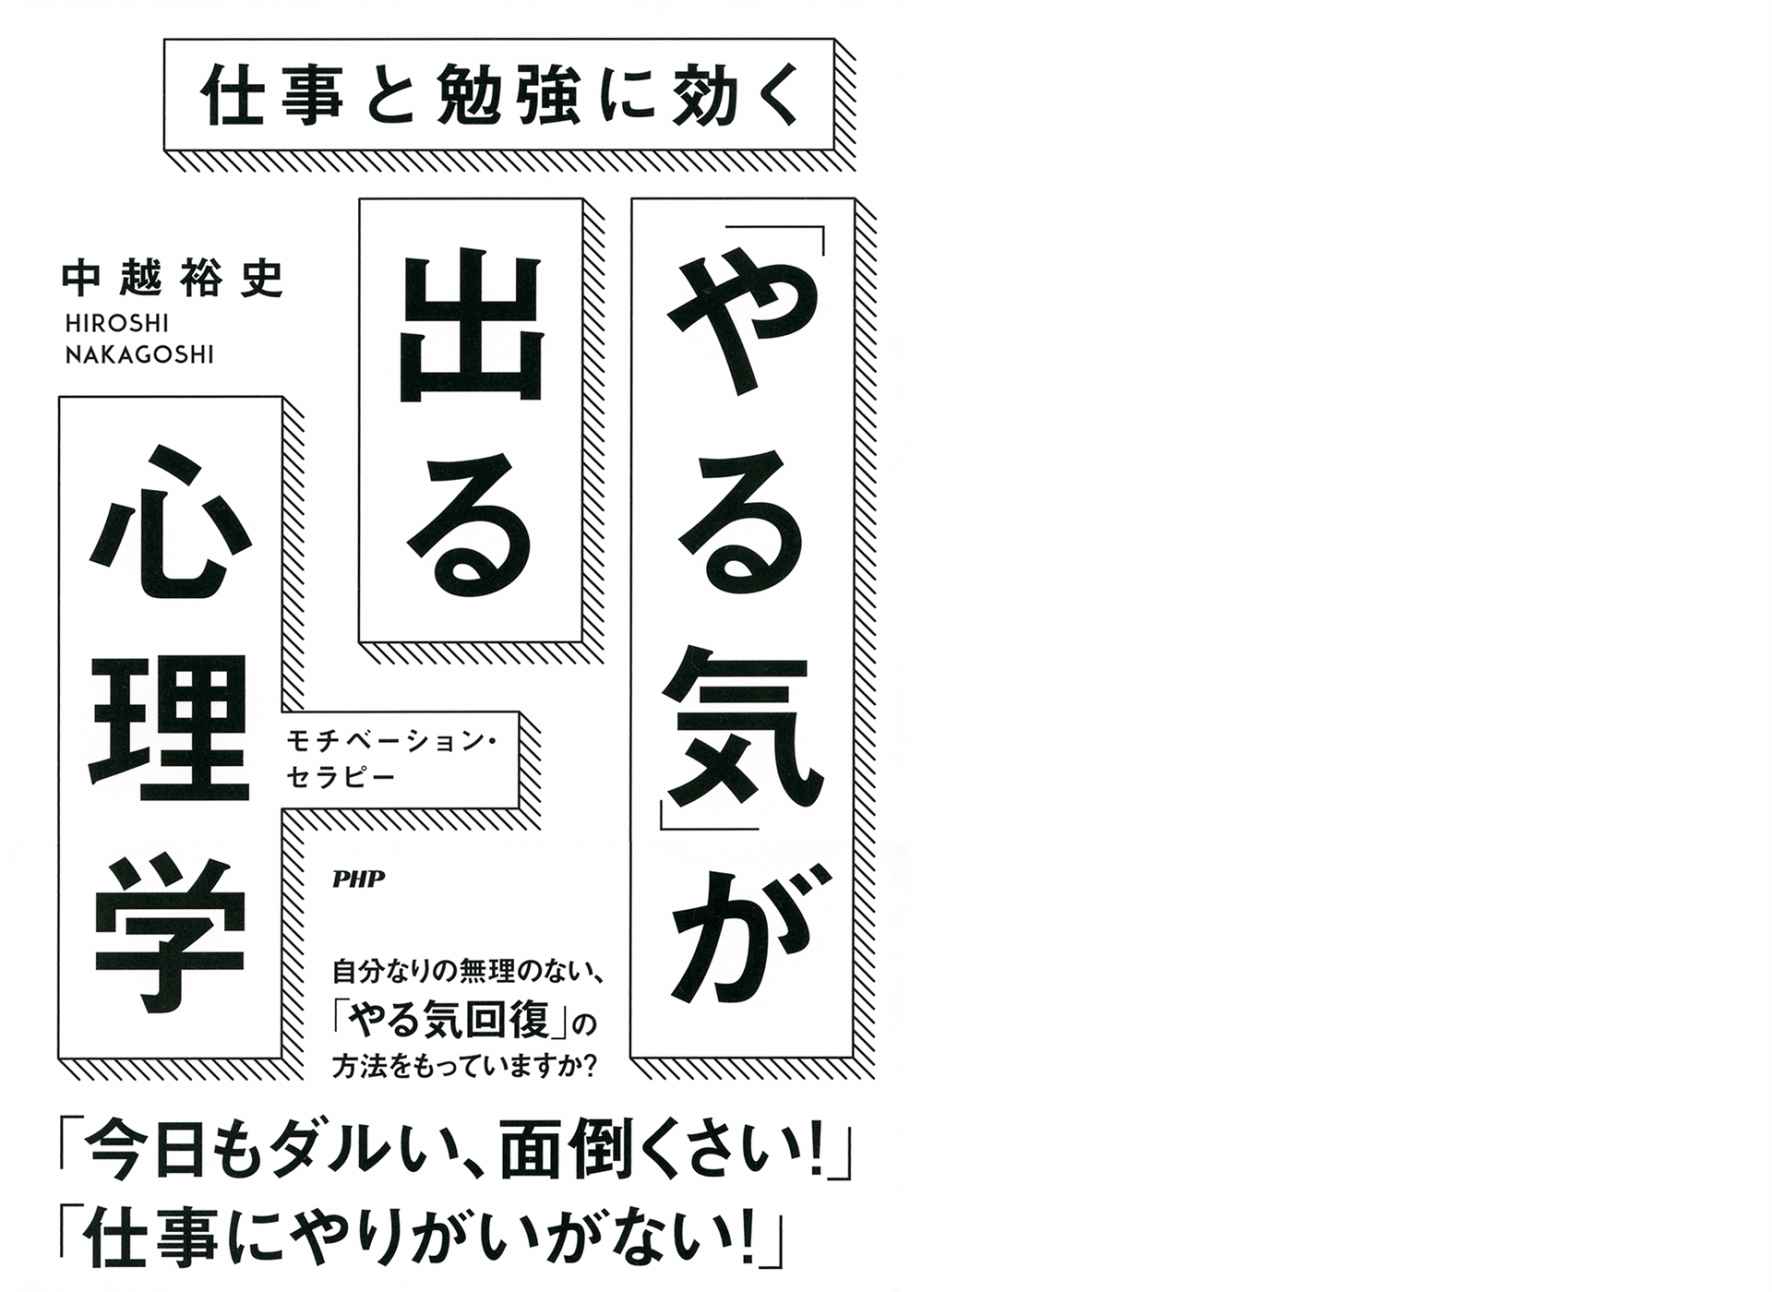 仕事と勉強に効く
「やる気」が
出る
心理学
モチベーション・
セラピー
中越裕史
HIROSHI
NAKAGOSHI
PHP
自分なりの無理のない、
「やる気回復」の
方法をもっていますか?
「今日もダルい、面倒くさい!」
「仕事にやりがいがない!」